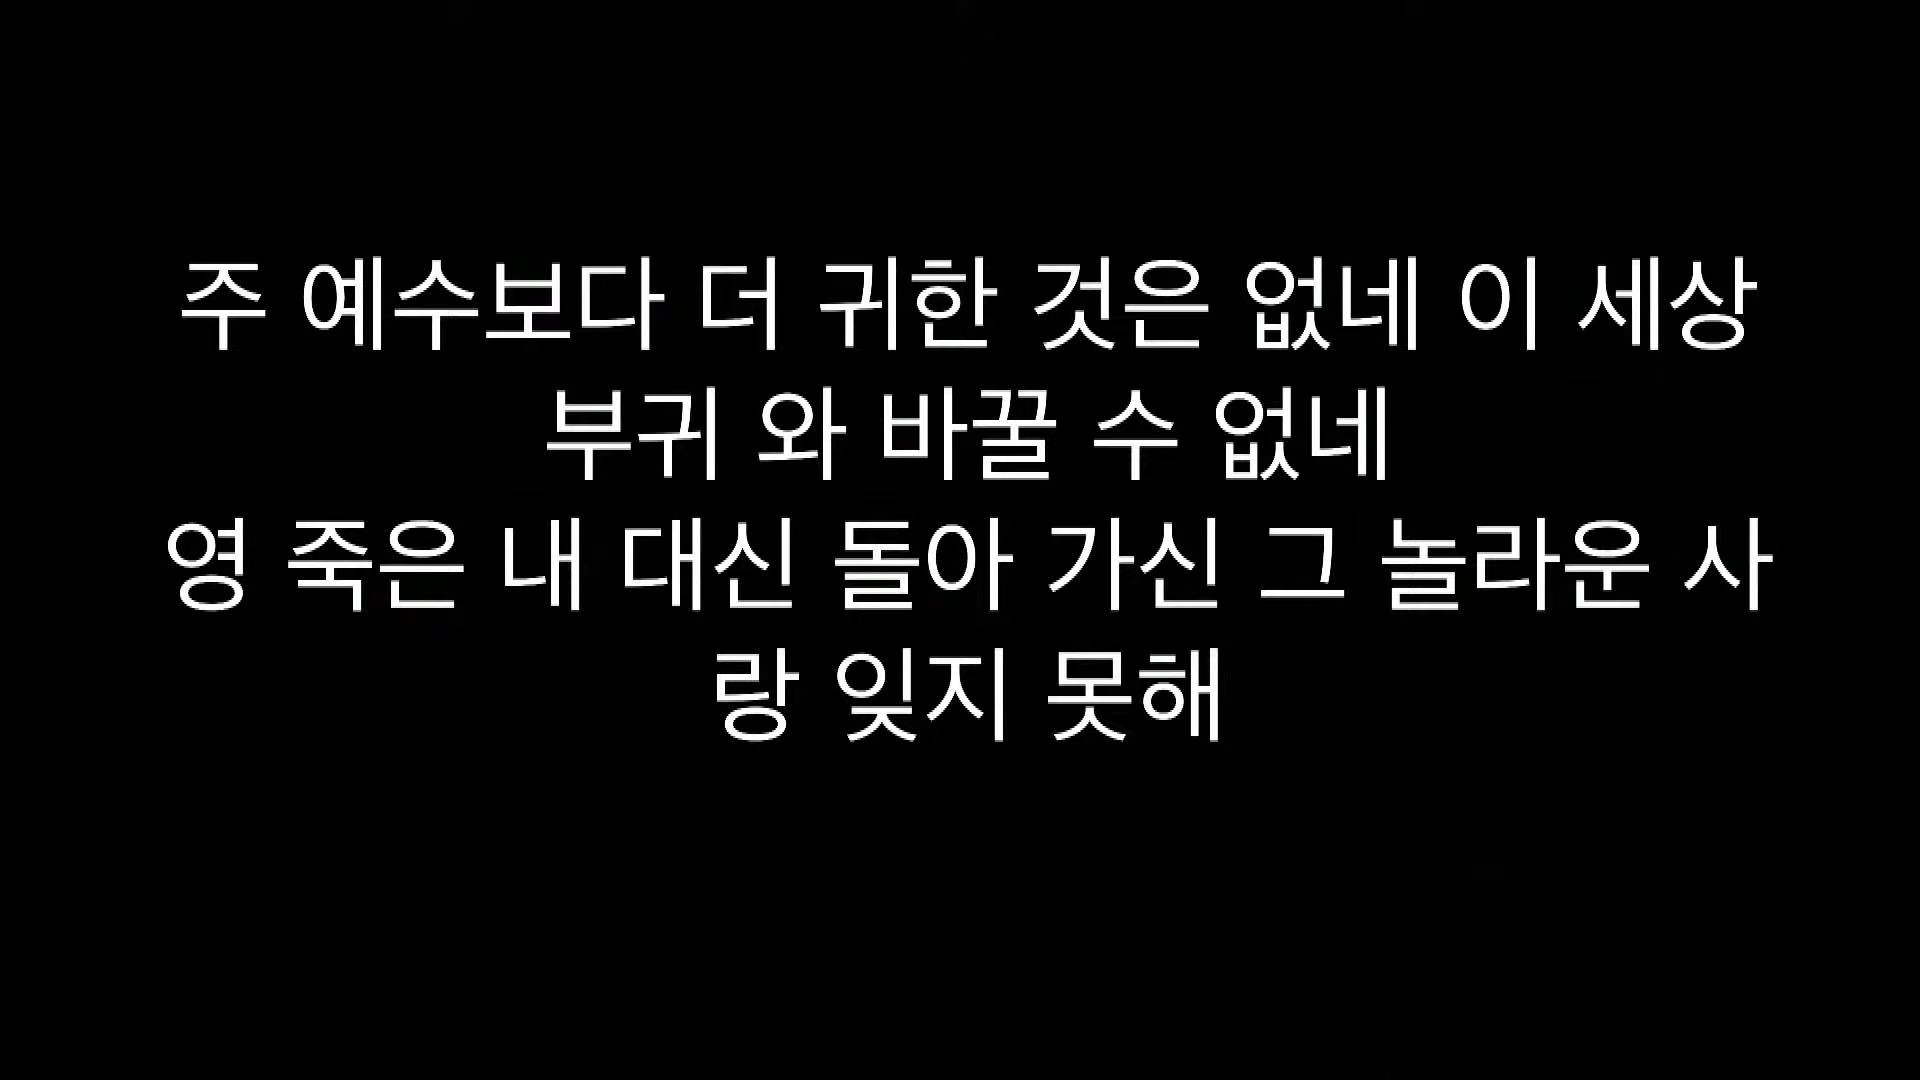 주 예수보다 더 귀한 것은 없네 이 세상
부귀 와 바꿀 수 없네
영 죽은 내 대신 돌아 가신 그 놀라운 사
랑 잊지 못해